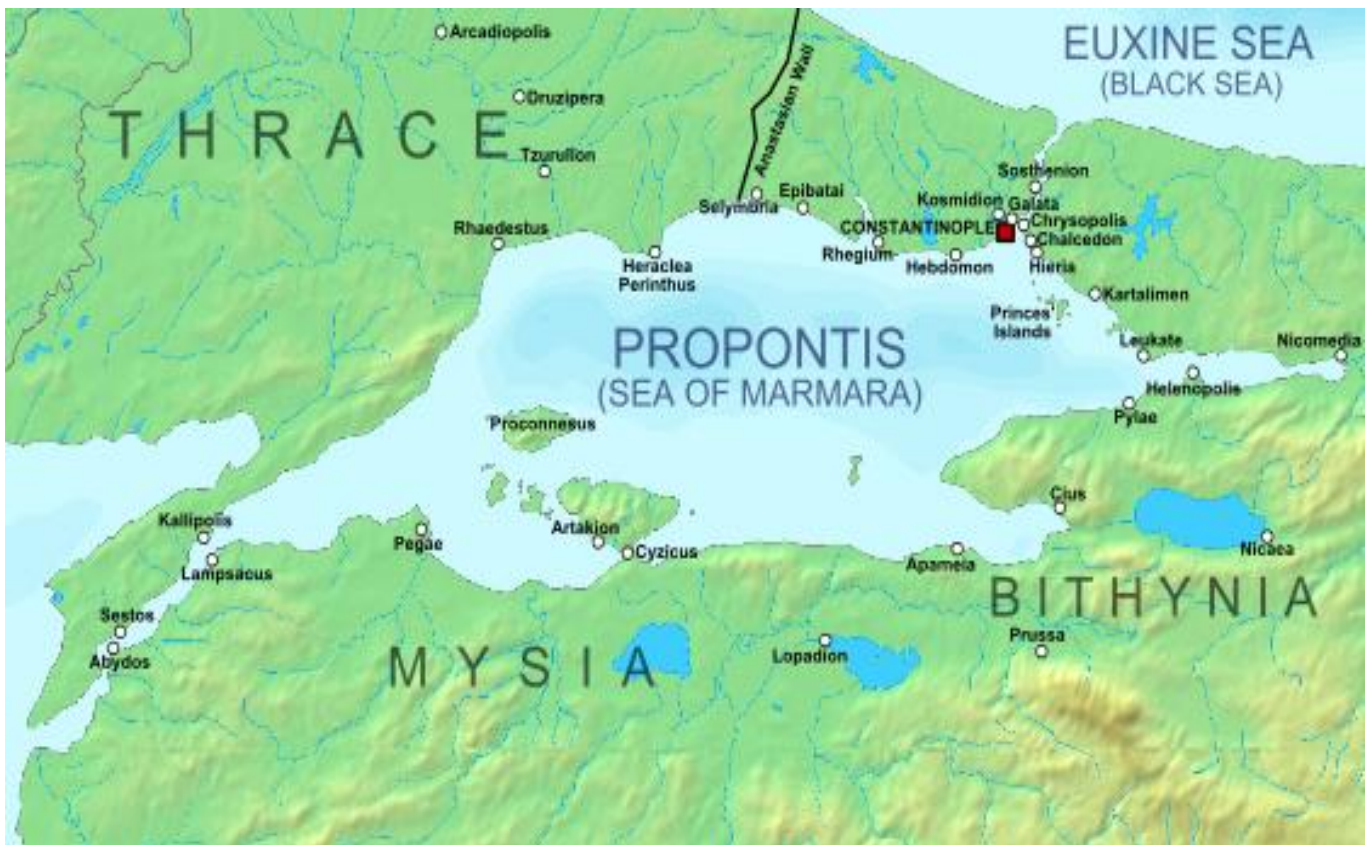 Arcadiopolis
EUXINE SEA
(BLACK SEA)
Druzipera
THRACE
Anastasian Wall
Tzurullon
Sosthenion
Epibatai
Selymbria
Kosmidion
Galata
Chrysopolis
CONSTANTINOPLE
Rhaedestus
Chalcedon
Rhegium
Hebdomon
Hieria
Heraclea
Perinthus
Kartalimen
Princes'
Islands
PROPONTIS
(SEA OF MARMARA)
Leukate
Nicomedia
Helenopolis
Pylae
Proconnesus
Cius
Kallipolis
Artakion
Pegae
Cyzicus
Nicaea
Lampsacus
Apameia
BITHYNIA
Sestos
Abydos
Prussa
Lopadion
MYSIA